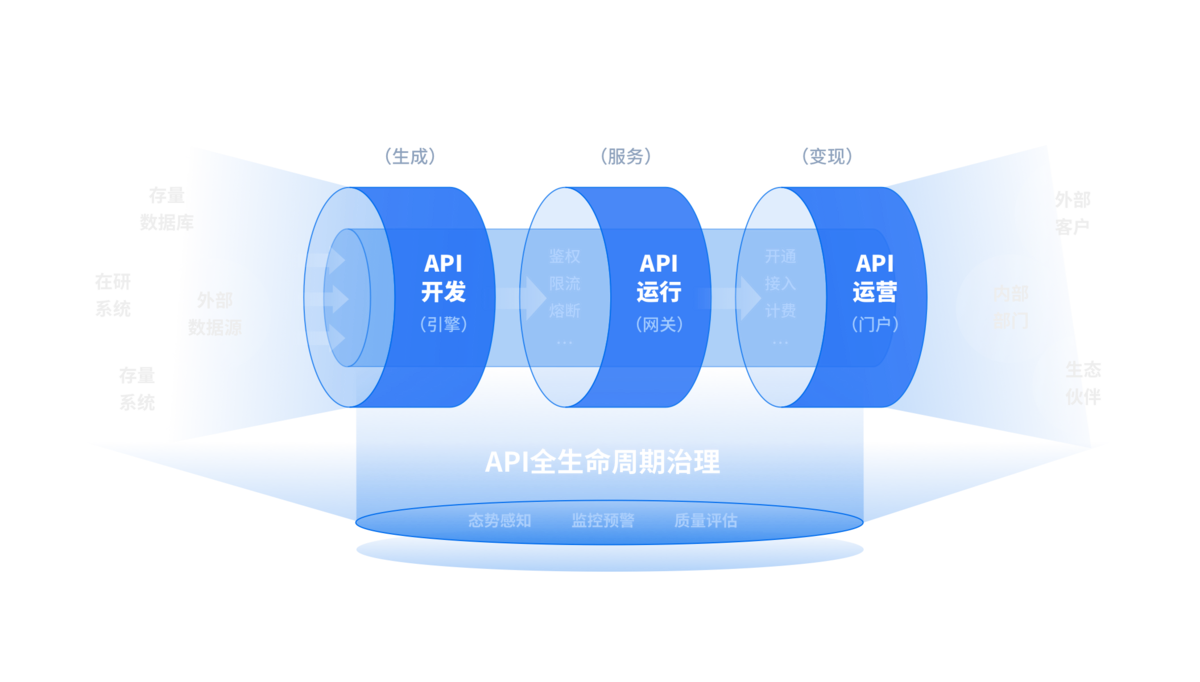 （生成）
（服务）
（变现）
存量
数据库
在研
系统
外部
数据源
存量
系统
API
开发
（引擎）
鉴权
限流
熔断
...
API
运行
（网关）
开通
接入
计费
...
API
运营
（门户）
外部
客户
内部
部门
生态
伙伴
API全生命周期治理
态势感知
监控预警
质量评估